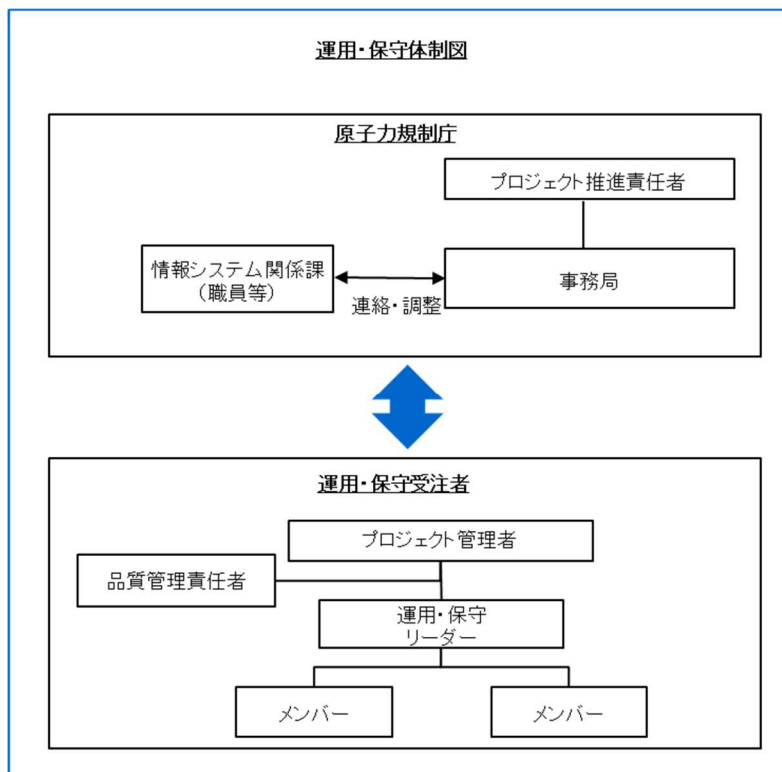 運用・保守体制図
原子力規制庁
プロジェクト推進責任者
情報システム関係課
（職員等）
連絡・調整
事務局
運用・保守受注者
プロジェクト管理者
品質管理責任者
運用・保守
リーダー
メンバー
メンバー